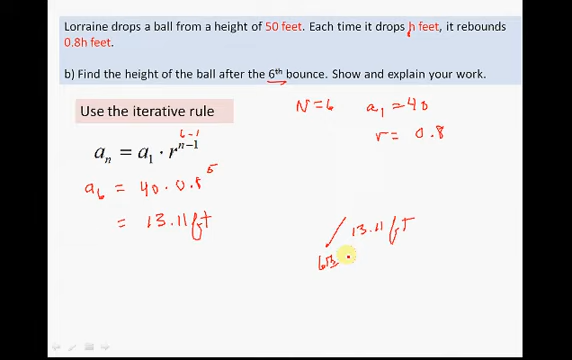 Lorraine drops a ball from a height of 50 feet. Each time it drops h feet, it rebounds
0.8h feet.
b) Find the height of the ball after the 6th bounce. Show and explain your work.
N = 6 a₁ = 40
Use the iterative rule
r = 0.8
6-1
aₙ = a₁ · rⁿ⁻¹
a₆ = 40 · 0.8⁵
= 13.11 ft
13.11 ft
6th